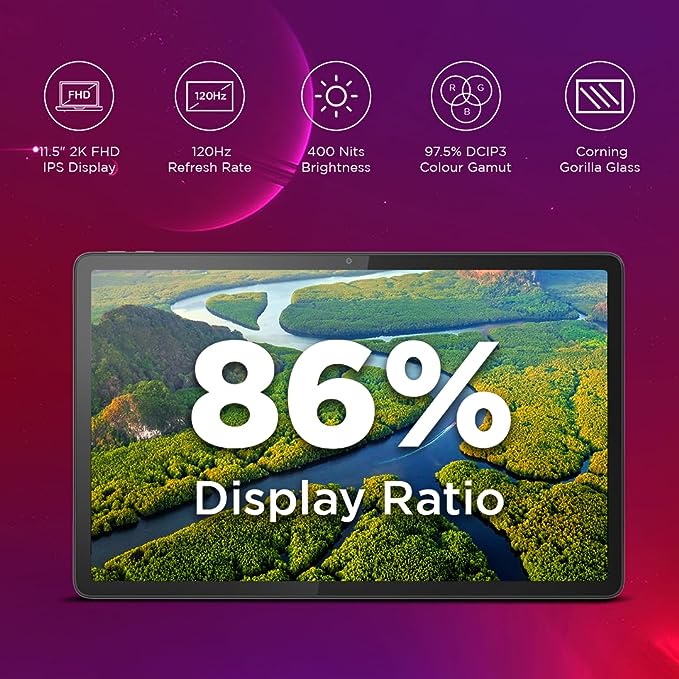 FHD
11.5" 2K FHD
IPS Display
120Hz
120Hz
Refresh Rate
400 Nits
Brightness
R G
B
97.5% DCIP3
Colour Gamut
Corning
Gorilla Glass
86%
Display Ratio